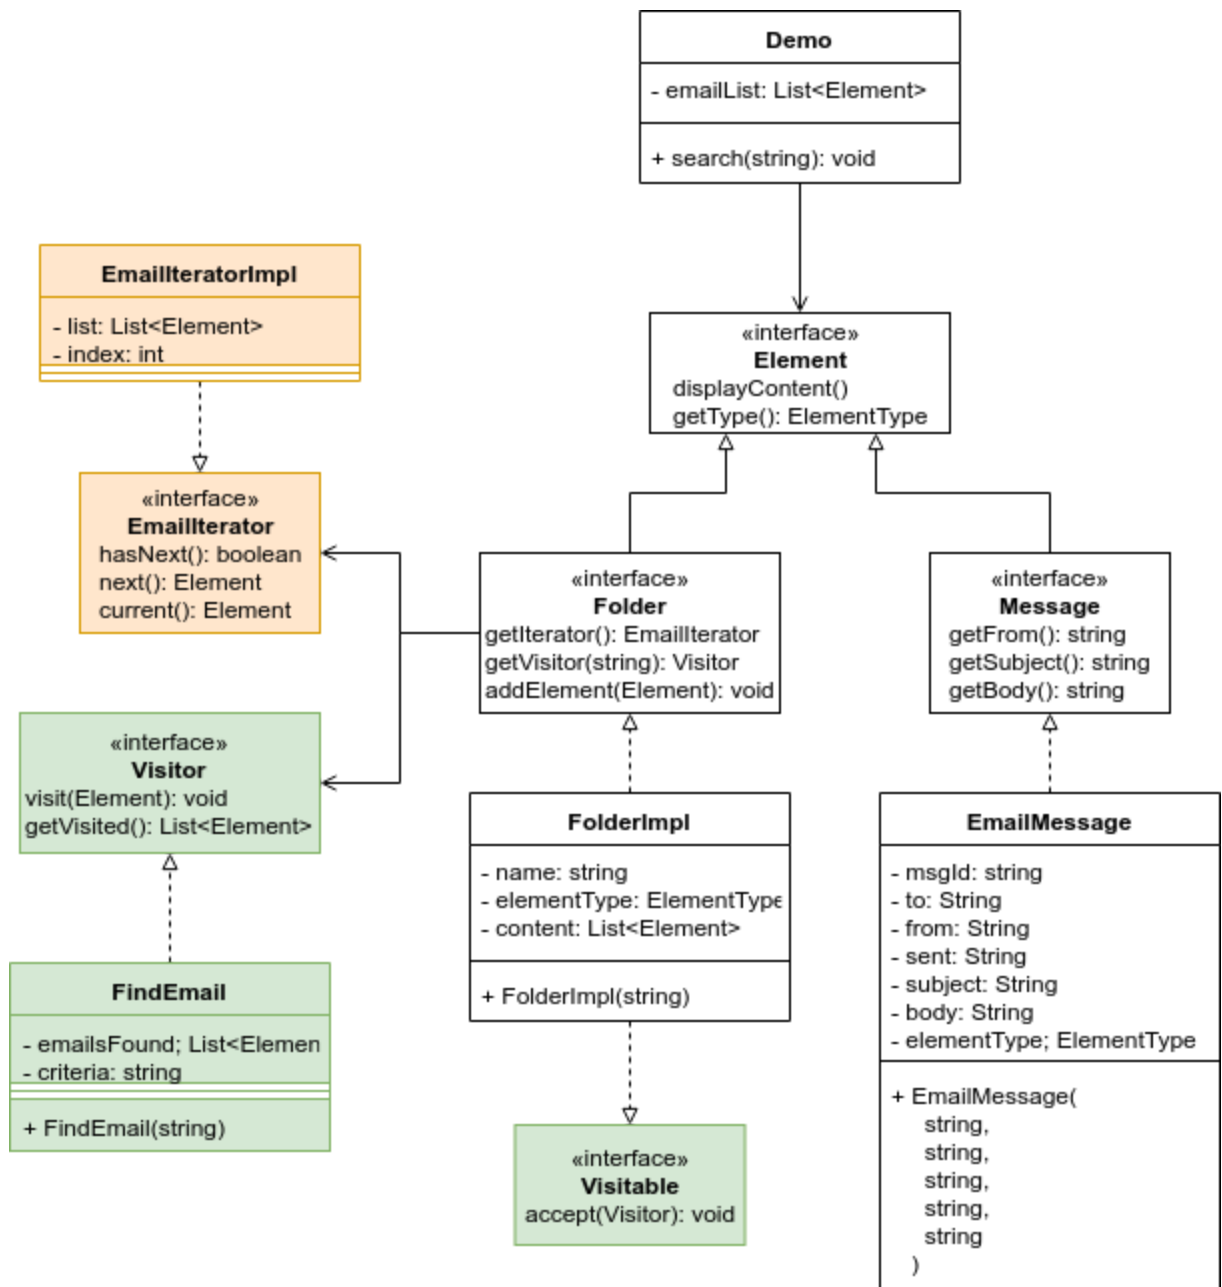 Demo
- emailList: List<Element>
+ search(string): void
EmailIteratorImpl
- list: List<Element>
- index: int
«interface»
Element
displayContent()
getType(): ElementType
«interface»
EmailIterator
hasNext(): boolean
next(): Element
current(): Element
«interface»
Folder
getIterator(): EmailIterator
getVisitor(string): Visitor
addElement(Element): void
«interface»
Message
getFrom(): string
getSubject(): string
getBody(): string
«interface»
Visitor
visit(Element): void
getVisited(): List<Element>
FolderImpl
- name: string
- elementType: ElementType
- content: List<Element>
+ FolderImpl(string)
EmailMessage
- msgId: string
- to: String
- from: String
- sent: String
- subject: String
- body: String
- elementType; ElementType
+ EmailMessage(
string,
string,
string,
string,
string
)
FindEmail
- emailsFound; List<Elemen
- criteria: string
+ FindEmail(string)
«interface»
Visitable
accept(Visitor): void